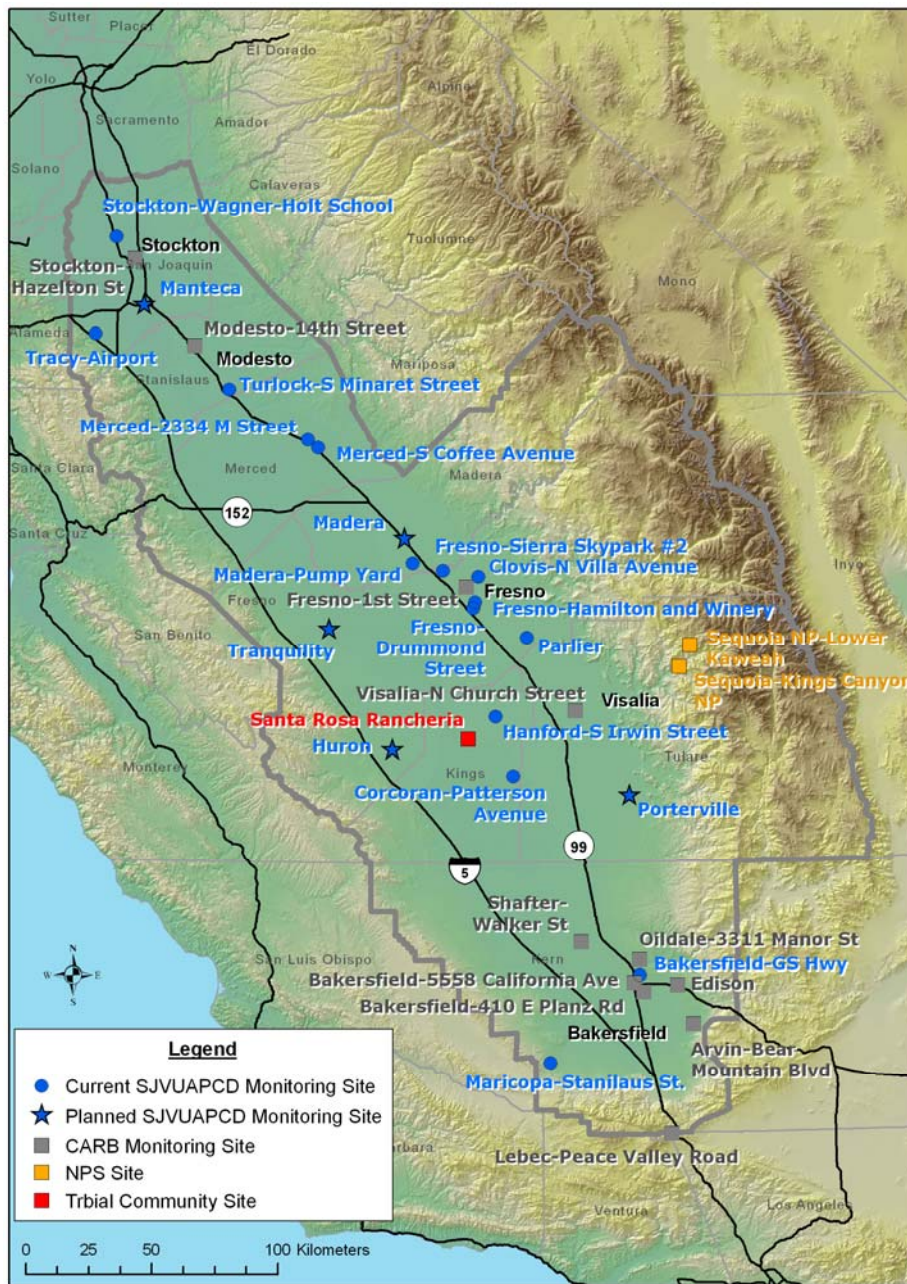 Sutter
Placer
El Dorado
Yolo
Sacramento
Amador
Alpine
Solano
Calaveras
Stockton-Wagner-Holt School
Stockton
San Joaquin
Stockton-
Hazelton St
Tuolumne
Mono
Manteca
Alameda
Modesto-14th Street
Tracy-Airport
Modesto
Stanislaus
Mariposa
Turlock-S Minaret Street
Merced-2334 M Street
Merced-S Coffee Avenue
Santa Clara
Merced
Madera
152
Santa Cruz
Madera
Fresno-Sierra Skypark #2
Madera-Pump Yard
Clovis-N Villa Avenue
Inyo
Fresno-1st Street
Fresno
Fresno
Fresno-Hamilton and Winery
San Benito
Fresno-
Drummond
Street
Tranquility
Parlier
Sequoia NP-Lower
Kaweah
Sequoia-Kings Canyon
NP
Visalia-N Church Street
Visalia
Santa Rosa Rancheria
Hanford-S Irwin Street
Huron
Tulare
Monterey
Kings
Corcoran-Patterson
Avenue
Porterville
99
5
Shafter-
Walker St
Oildale-3311 Manor St
San Luis Obispo
Kern
Bakersfield-GS Hwy
Bakersfield-5558 California Ave
Edison
Bakersfield-410 E Planz Rd
Bakersfield
Arvin-Bear
Mountain Blvd
Maricopa-Stanilaus St.
Lebec-Peace Valley Road
Ventura
Los Angeles
N
W
E
S
Legend
Current SJVUAPCD Monitoring Site
Planned SJVUAPCD Monitoring Site
CARB Monitoring Site
NPS Site
Trbial Community Site
0 25 50 100 Kilometers